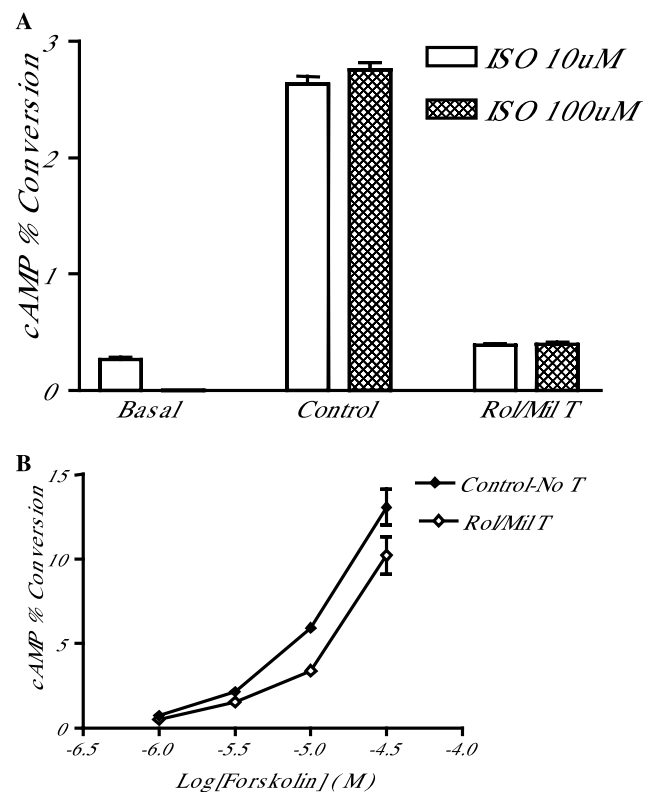 A
cAMP % Conversion
3
2
1
0
ISO 10uM
ISO 100uM
Basal
Control
Rol/Mil T
B
cAMP % Conversion
15
10
5
0
Control-No T
Rol/Mil T
-6.5
-6.0
-5.5
-5.0
-4.5
-4.0
Log[Forskolin] (M)